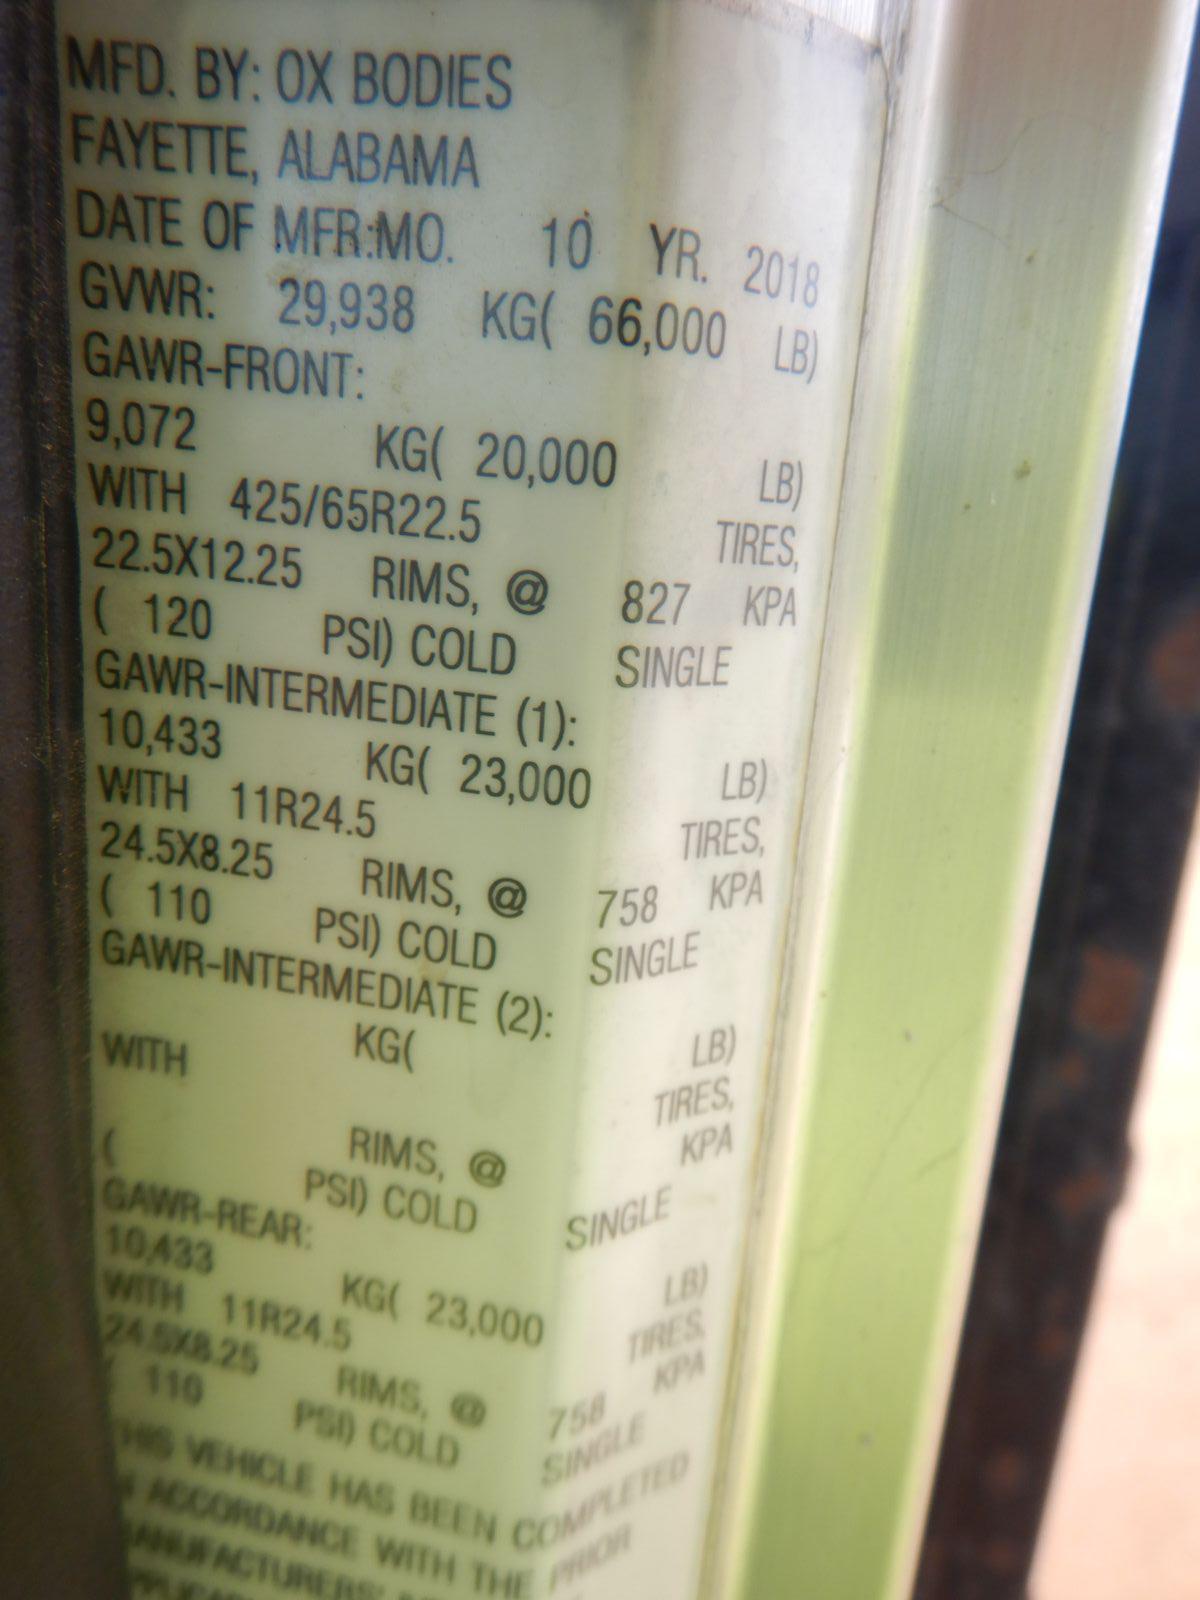 MFD. BY: OX BODIES
FAYETTE, ALABAMA
DATE OF MFR:MO. 10 YR. 2018
GVWR: 29,938 KG( 66,000 LB)
GAWR-FRONT:
9,072 KG( 20,000 LB)
WITH 425/65R22.5 TIRES,
22.5X12.25 RIMS, @ 827 KPA
( 120 PSI) COLD SINGLE
GAWR-INTERMEDIATE (1):
10,433 KG( 23,000 LB)
WITH 11R24.5 TIRES,
24.5X8.25 RIMS, @ 758 KPA
( 110 PSI) COLD SINGLE
GAWR-INTERMEDIATE (2):
KG( LB)
WITH TIRES,
RIMS, @ KPA
( PSI) COLD SINGLE
GAWR-REAR:
10,433 KG( 23,000 LB)
WITH 11R24.5 TIRES,
24.5X8.25 RIMS, @ 758 KPA
( 110 PSI) COLD SINGLE
THIS VEHICLE HAS BEEN COMPLETED
ACCORDANCE WITH THE PRIOR
MANUFACTURERS'